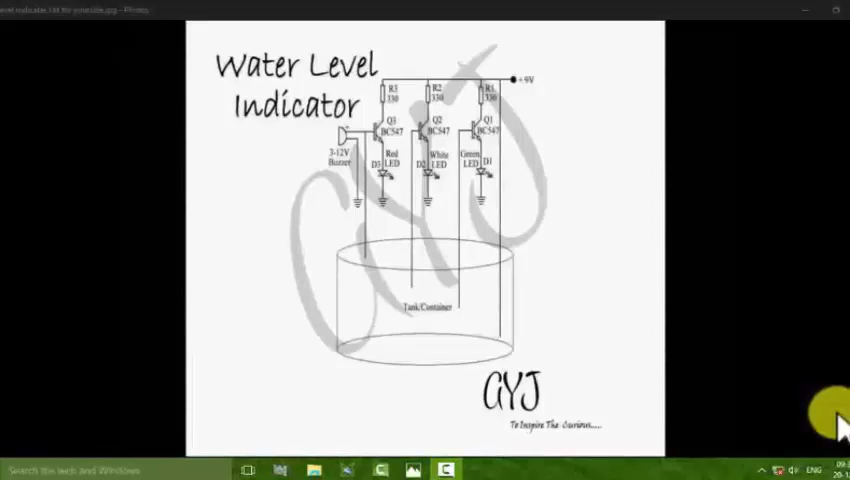 Water Level
Indicator
R3
330
R2
330
R1
330
+9V
Q3
BC547
Q2
BC547
Q1
BC547
3-12V
Buzzer
Red
LED
D3
White
LED
D2
Green
LED
D1
Tank/Container
GYJ
GYJ
To Inspire The Curious.....
Search the web and Windows
ENG